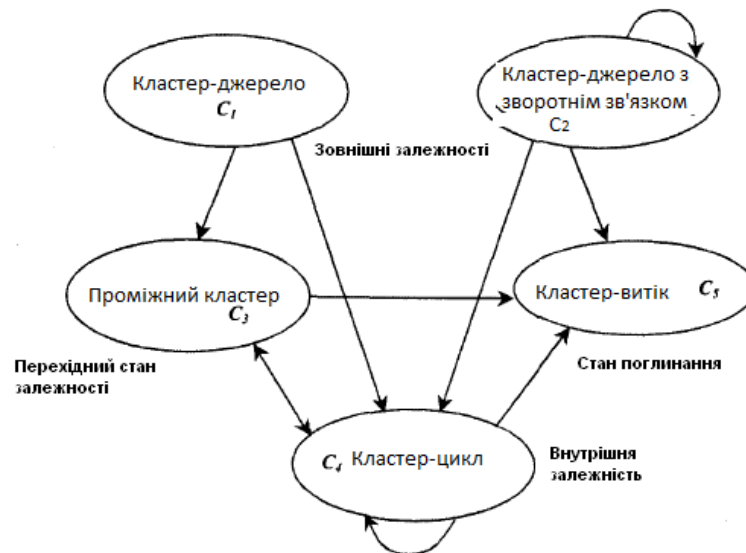 Кластер-джерело
C₁
Кластер-джерело з
зворотнім зв'язком
C2
Зовнішні залежності
Проміжний кластер
C₃
Кластер-витік C₅
Перехідний стан
залежності
Стан поглинання
C₄ Кластер-цикл
Внутрішня
залежність